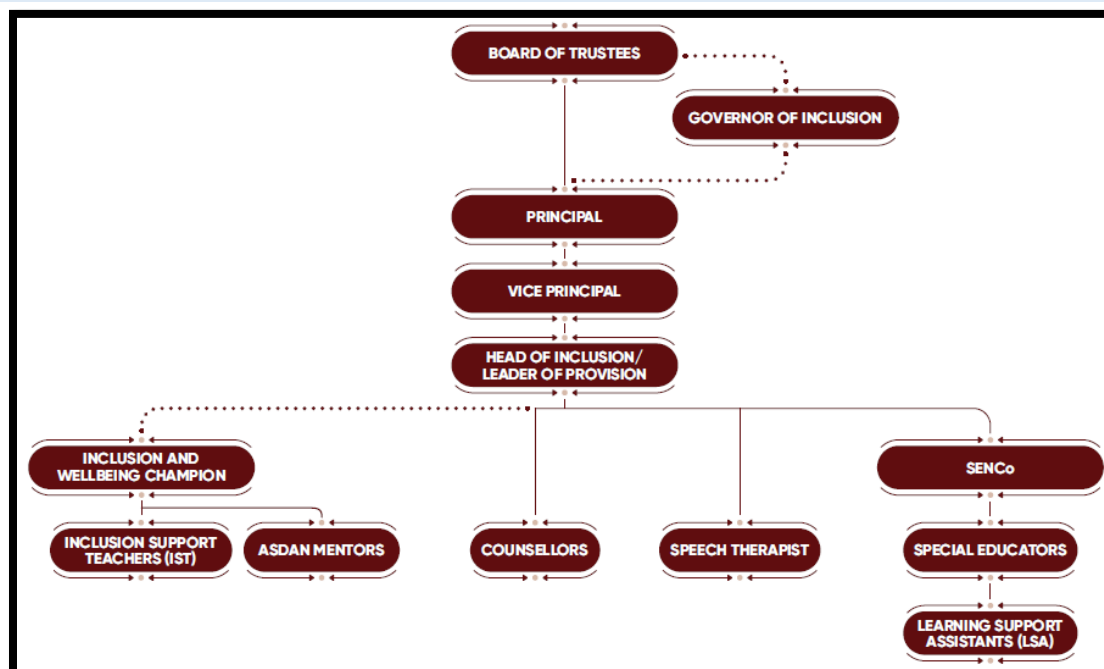 BOARD OF TRUSTEES
GOVERNOR OF INCLUSION
PRINCIPAL
VICE PRINCIPAL
HEAD OF INCLUSION/
LEADER OF PROVISION
INCLUSION AND
WELLBEING CHAMPION
SENCo
INCLUSION SUPPORT
TEACHERS (IST)
ASDAN MENTORS
COUNSELLORS
SPEECH THERAPIST
SPECIAL EDUCATORS
LEARNING SUPPORT
ASSISTANTS (LSA)